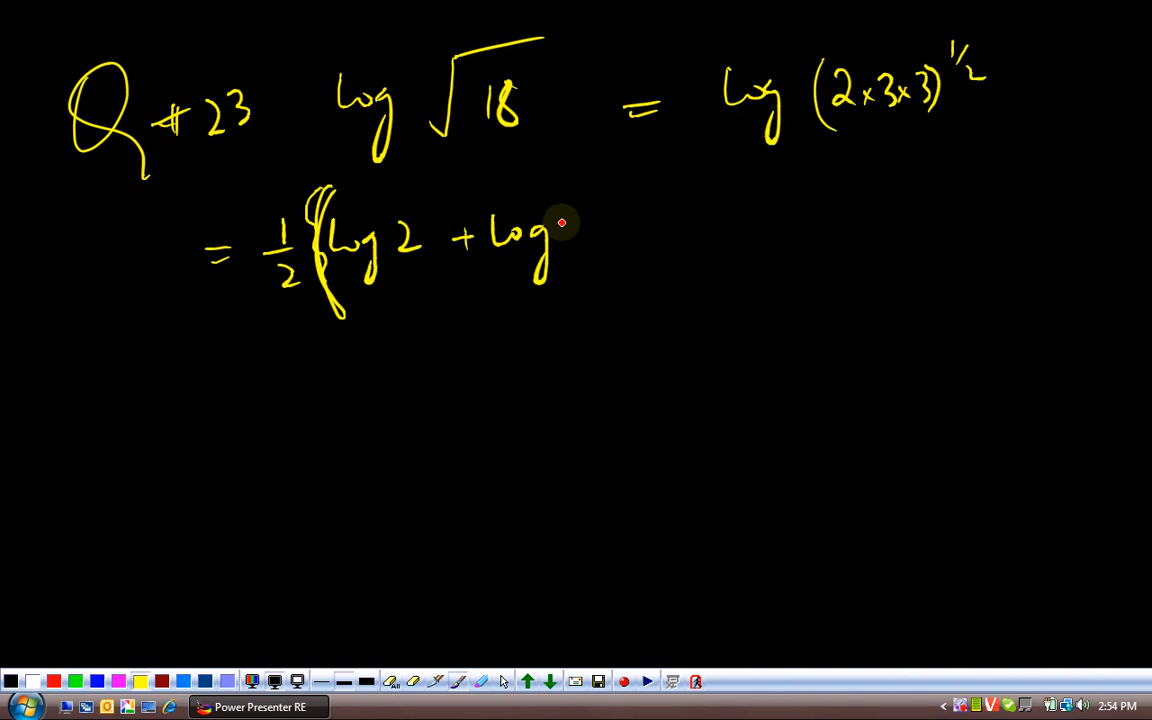 Q #23 log √18 = log (2×3×3)^1/2
= 1/2 (log 2 + log
All
Power Presenter RE
2:54 PM